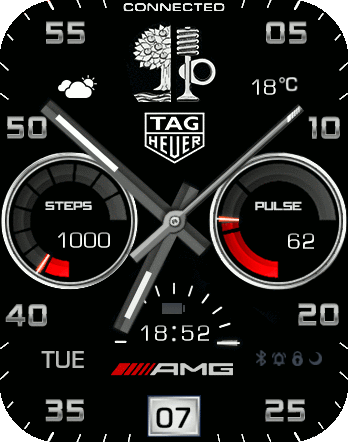 CONNECTED
55 05
18°C
50 10
TAG
HEUER
STEPS PULSE
1000 62
40 20
18:52
TUE
AMG
35 07 25